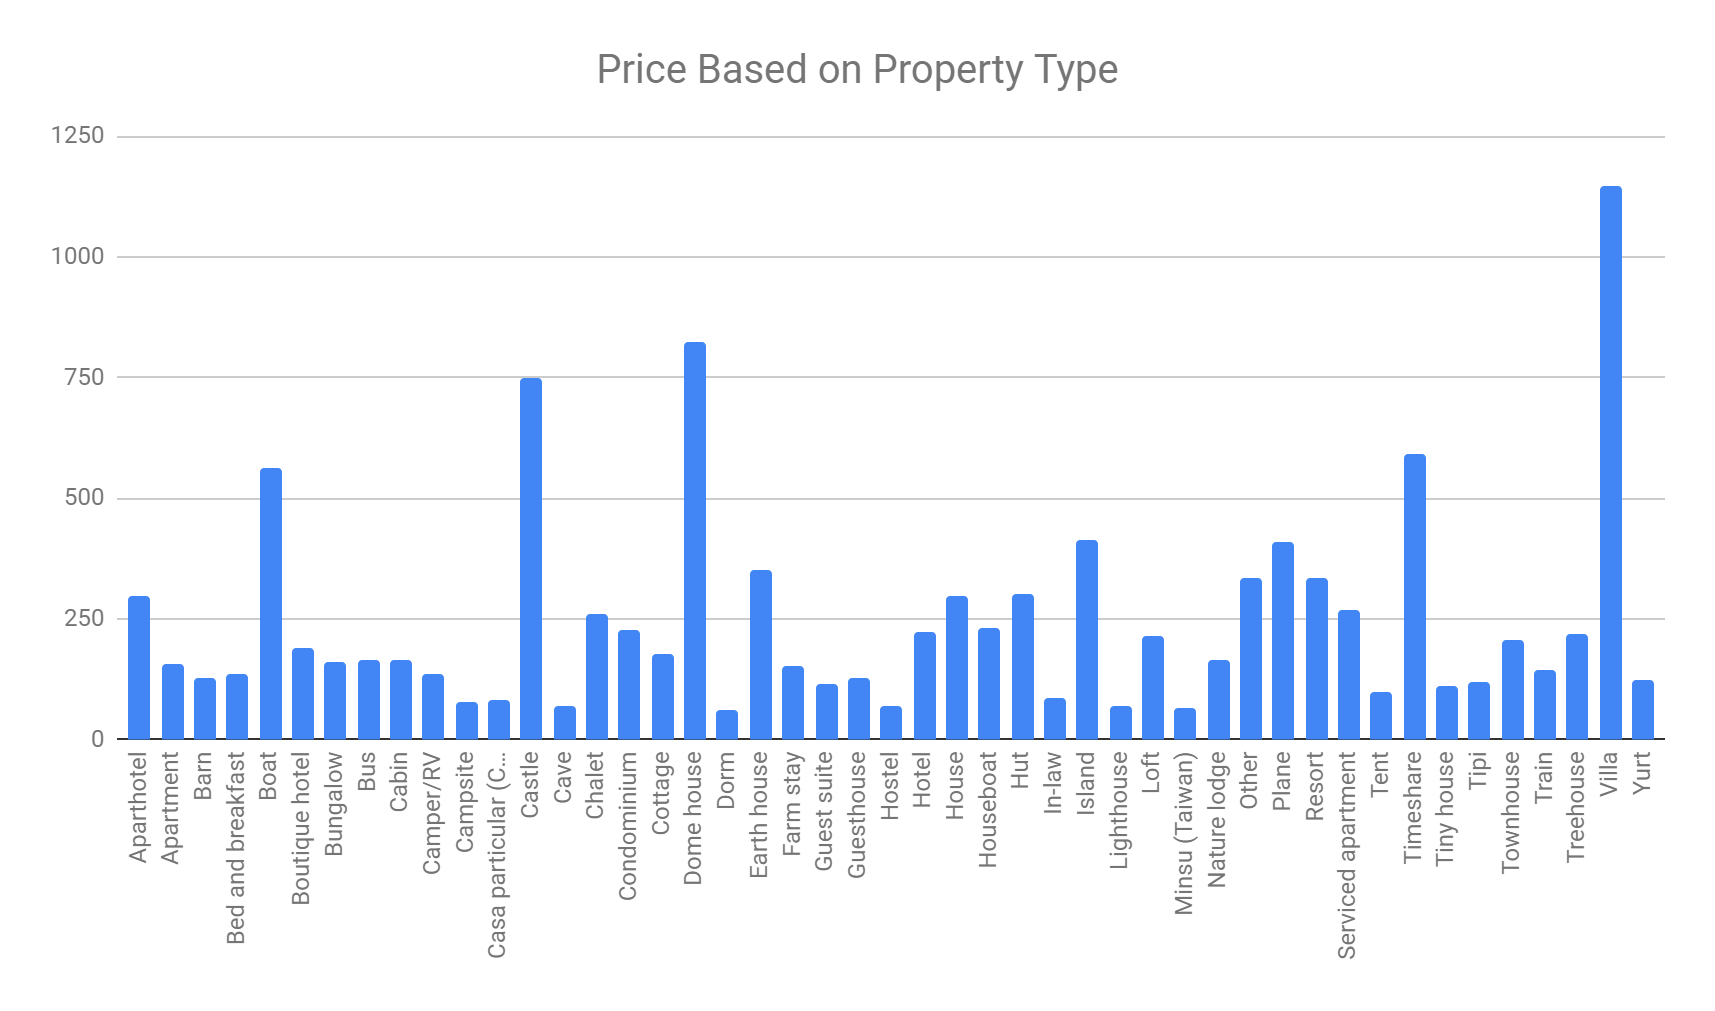 Price Based on Property Type
1250
1000
750
500
250
0
Aparthotel
Apartment
Barn
Bed and breakfast
Boat
Boutique hotel
Bungalow
Bus
Cabin
Camper/RV
Campsite
Casa particular (C...
Castle
Cave
Chalet
Condominium
Cottage
Dome house
Dorm
Earth house
Farm stay
Guest suite
Guesthouse
Hostel
Hotel
House
Houseboat
Hut
In-law
Island
Lighthouse
Loft
Minsu (Taiwan)
Nature lodge
Other
Plane
Resort
Serviced apartment
Tent
Timeshare
Tiny house
Tipi
Townhouse
Train
Treehouse
Villa
Yurt